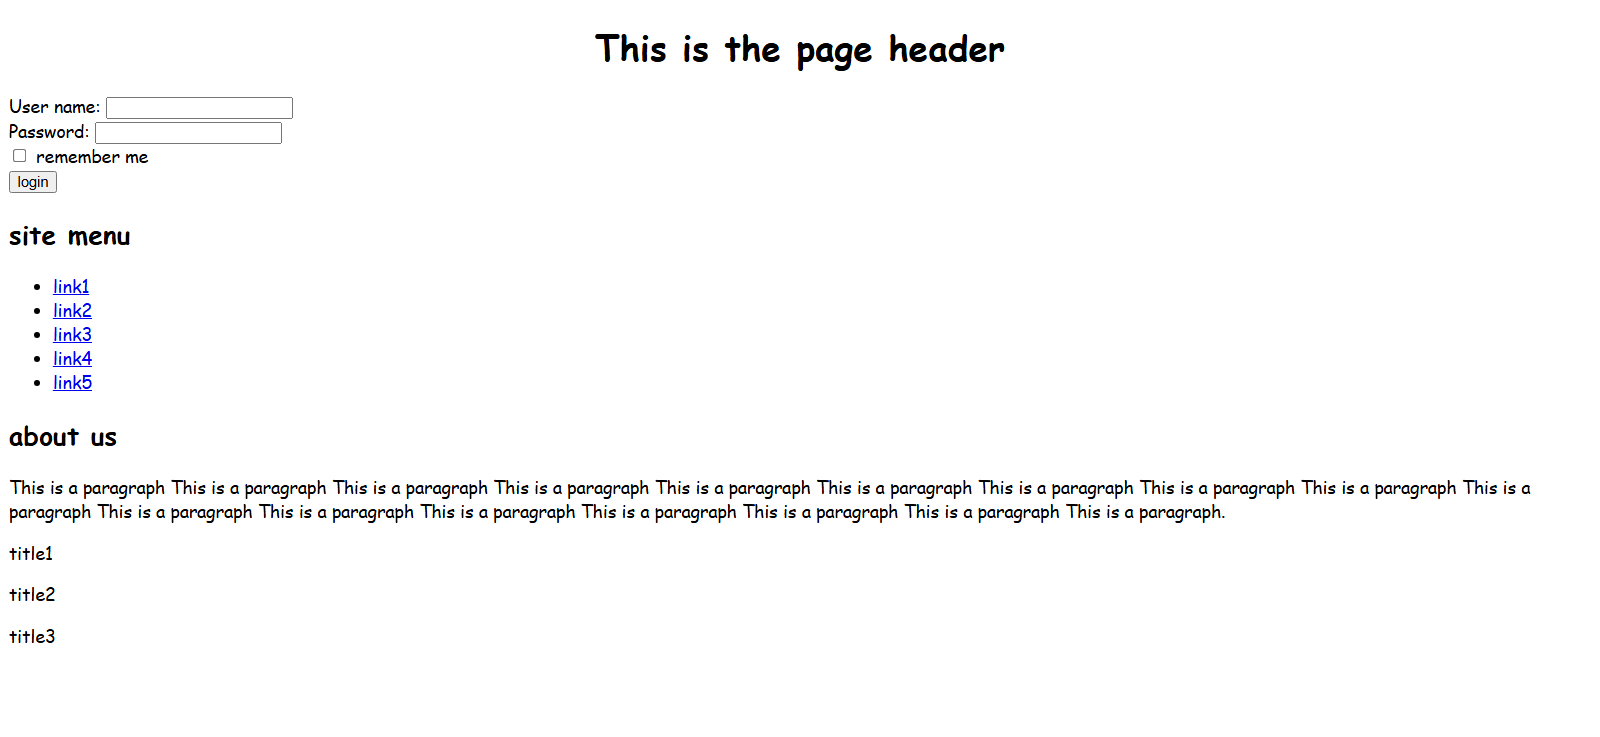 This is the page header
User name:
Password:
remember me
login
site menu
link1
link2
link3
link4
link5
about us
This is a paragraph This is a paragraph This is a paragraph This is a paragraph This is a paragraph This is a paragraph This is a paragraph This is a paragraph This is a paragraph This is a
paragraph This is a paragraph This is a paragraph This is a paragraph This is a paragraph This is a paragraph This is a paragraph This is a paragraph.
title1
title2
title3